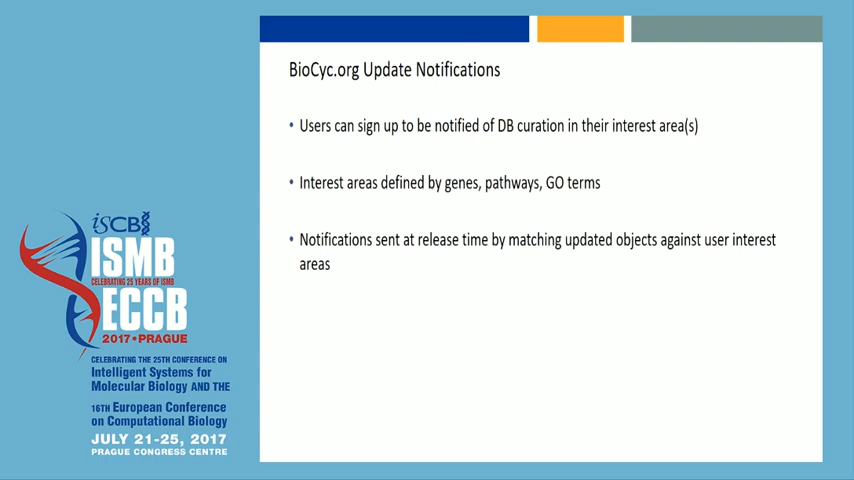 BioCyc.org Update Notifications
• Users can sign up to be notified of DB curation in their interest area(s)
• Interest areas defined by genes, pathways, GO terms
• Notifications sent at release time by matching updated objects against user interest
areas
iSCB
ISMB
CELEBRATING 25 YEARS OF ISMB
ECCB
2017•PRAGUE
CELEBRATING THE 25TH CONFERENCE ON
Intelligent Systems for
Molecular Biology AND THE
16TH European Conference
on Computational Biology
JULY 21-25, 2017
PRAGUE CONGRESS CENTRE